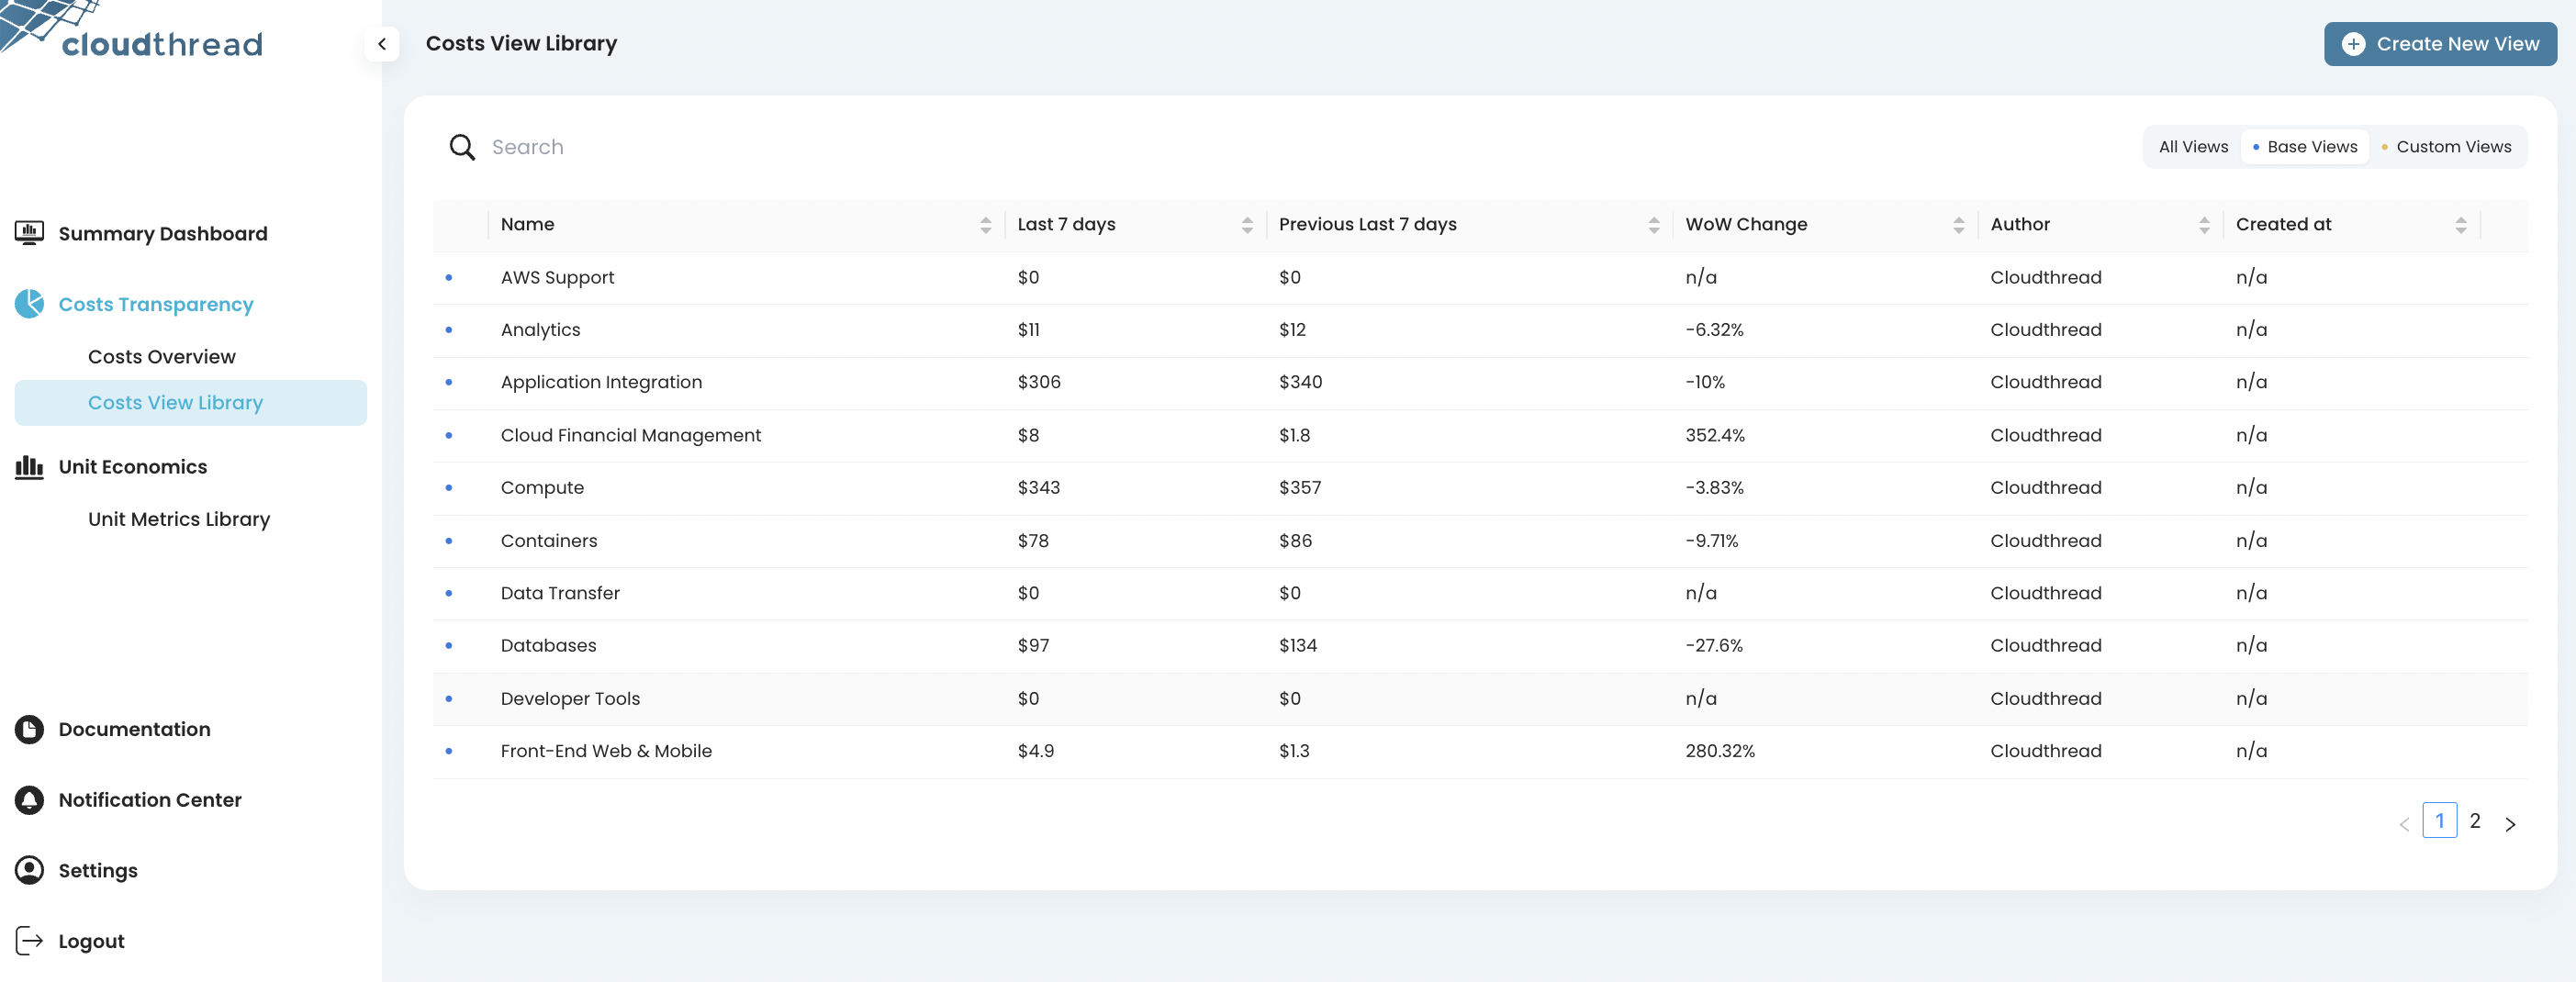 cloudthread
Costs View Library
Create New View
Summary Dashboard
Costs Transparency
Costs Overview
Costs View Library
Unit Economics
Unit Metrics Library
Documentation
Notification Center
Settings
Logout
Search
All Views Base Views Custom Views
Name Last 7 days Previous Last 7 days WoW Change Author Created at
AWS Support $0 $0 n/a Cloudthread n/a
Analytics $11 $12 -6.32% Cloudthread n/a
Application Integration $306 $340 -10% Cloudthread n/a
Cloud Financial Management $8 $1.8 352.4% Cloudthread n/a
Compute $343 $357 -3.83% Cloudthread n/a
Containers $78 $86 -9.71% Cloudthread n/a
Data Transfer $0 $0 n/a Cloudthread n/a
Databases $97 $134 -27.6% Cloudthread n/a
Developer Tools $0 $0 n/a Cloudthread n/a
Front-End Web & Mobile $4.9 $1.3 280.32% Cloudthread n/a
< 1 2 >